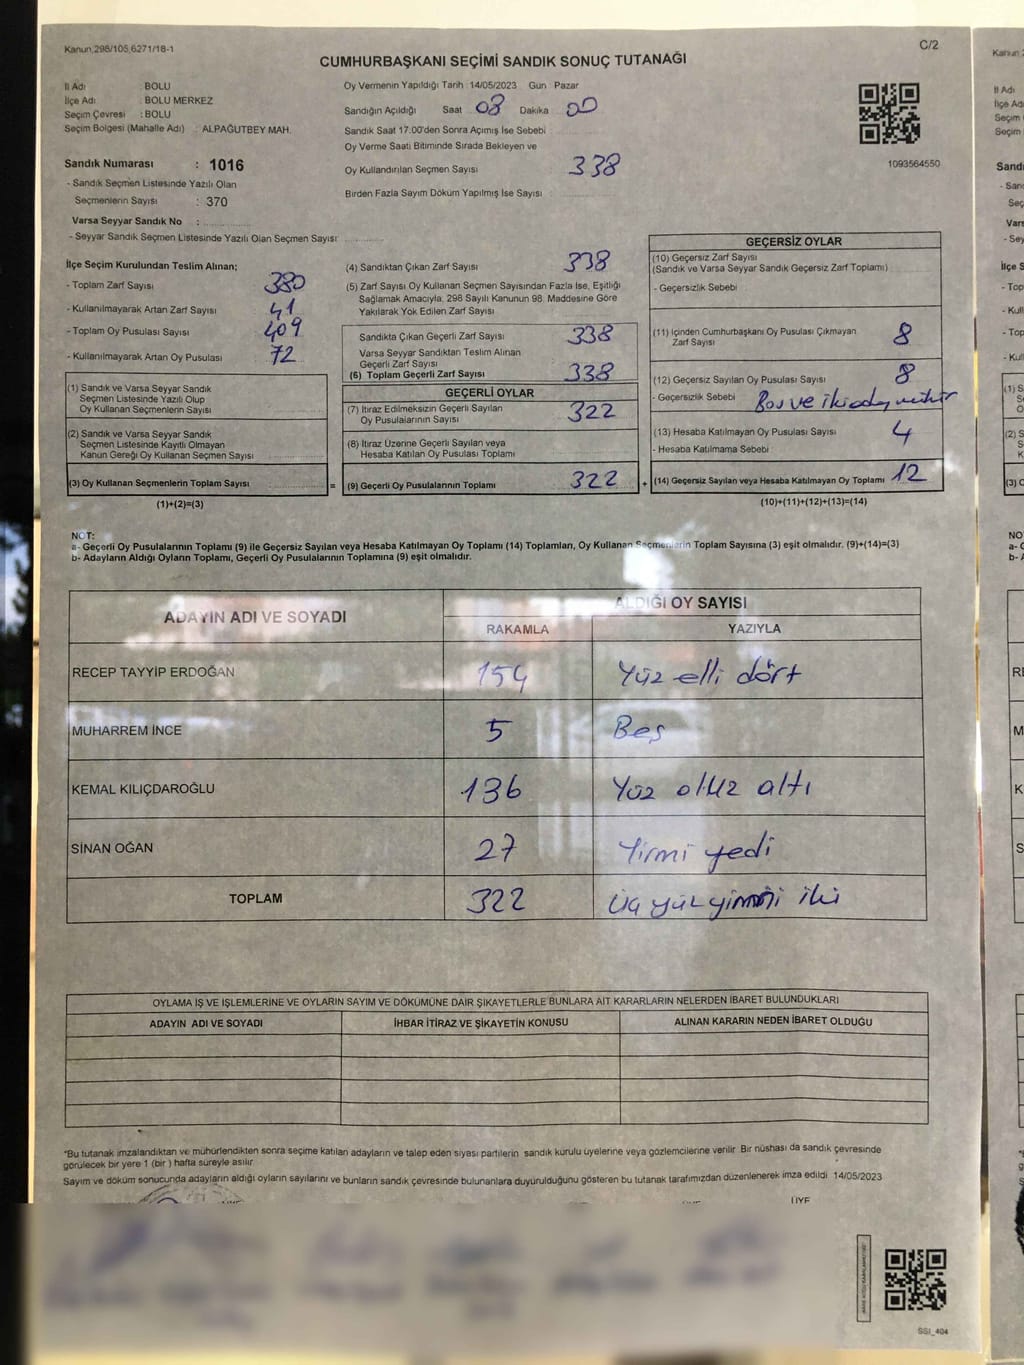 Kanun,298/105,6271/18-1
C/2
CUMHURBAŞKANI SEÇİMİ SANDIK SONUÇ TUTANAĞI
İl Adı : BOLU
İlçe Adı : BOLU MERKEZ
Seçim Çevresi : BOLU
Seçim Bölgesi (Mahalle Adı) : ALPAĞUTBEY MAH.
Sandık Numarası : 1016
- Sandık Seçmen Listesinde Yazılı Olan
Seçmenlerin Sayısı : 370
Varsa Seyyar Sandık No :
- Seyyar Sandık Seçmen Listesinde Yazılı Olan Seçmen Sayısı:
Oy Vermenin Yapıldığı Tarih 14/05/2023 Gün Pazar
Sandığın Açıldığı Saat 08 Dakika 00
Sandık Saat 17.00'den Sonra Açımış İse Sebebi
Oy Verme Saati Bitiminde Sırada Bekleyen ve
Oy Kullandırılan Seçmen Sayısı 338
Birden Fazla Sayım Döküm Yapılmış İse Sayısı
1093564550
İlçe Seçim Kurulundan Teslim Alınan;
- Toplam Zarf Sayısı 380
- Kullanılmayarak Artan Zarf Sayısı 41
- Toplam Oy Pusulası Sayısı 409
- Kullanılmayarak Artan Oy Pusulası 72
(1) Sandık ve Varsa Seyyar Sandık
Seçmen Listesinde Yazılı Olup
Oy Kullanan Seçmenlerin Sayısı
(2) Sandık ve Varsa Seyyar Sandık
Seçmen Listesinde Kayıtlı Olmayan
Kanun Gereği Oy Kullanan Seçmen Sayısı
(3) Oy Kullanan Seçmenlerin Toplam Sayısı
(1)+(2)=(3)
(4) Sandıktan Çıkan Zarf Sayısı 338
(5) Zarf Sayısı Oy Kullanan Seçmen Sayısından Fazla İse, Eşitliği
Sağlamak Amacıyla, 298 Sayılı Kanunun 98. Maddesine Göre
Yakılarak Yok Edilen Zarf Sayısı
Sandıkta Çıkan Geçerli Zarf Sayısı 338
Varsa Seyyar Sandıktan Teslim Alınan
Geçerli Zarf Sayısı
(6) Toplam Geçerli Zarf Sayısı 338
GEÇERLİ OYLAR
(7) İtiraz Edilmeksizin Geçerli Sayılan
Oy Pusulalarının Sayısı 322
(8) İtiraz Üzerine Geçerli Sayılan veya
Hesaba Katılan Oy Pusulası Toplamı
= (9) Geçerli Oy Pusulalarının Toplamı 322
GEÇERSİZ OYLAR
(10) Geçersiz Zarf Sayısı
(Sandık ve Varsa Seyyar Sandık Geçersiz Zarf Toplamı)
- Geçersizlik Sebebi
(11) İçinden Cumhurbaşkanı Oy Pusulası Çıkmayan
Zarf Sayısı 8
(12) Geçersiz Sayılan Oy Pusulası Sayısı 8
- Geçersizlik Sebebi Boş ve iki aday mühür
(13) Hesaba Katılmayan Oy Pusulası Sayısı 4
- Hesaba Katılmama Sebebi
+ (14) Geçersiz Sayılan veya Hesaba Katılmayan Oy Toplamı 12
(10)+(11)+(12)+(13)=(14)
NOT:
a- Geçerli Oy Pusulalarının Toplamı (9) ile Geçersiz Sayılan veya Hesaba Katılmayan Oy Toplamı (14) Toplamları, Oy Kullanan Seçmenlerin Toplam Sayısına (3) eşit olmalıdır. (9)+(14)=(3)
b- Adayların Aldığı Oyların Toplamı, Geçerli Oy Pusulalarının Toplamına (9) eşit olmalıdır.
ADAYIN ADI VE SOYADI
ALDIĞI OY SAYISI
RAKAMLA YAZIYLA
RECEP TAYYİP ERDOĞAN 154 Yüz elli dört
MUHARREM İNCE 5 Beş
KEMAL KILIÇDAROĞLU 136 Yüz otuz altı
SİNAN OĞAN 27 Yirmi yedi
TOPLAM 322 Üç yüz yirmi iki
OYLAMA İŞ VE İŞLEMLERİNE VE OYLARIN SAYIM VE DÖKÜMÜNE DAİR ŞİKAYETLERLE BUNLARA AİT KARARLARIN NELERDEN İBARET BULUNDUKLARI
ADAYIN ADI VE SOYADI İHBAR İTİRAZ VE ŞİKAYETİN KONUSU ALINAN KARARIN NEDEN İBARET OLDUĞU
*Bu tutanak imzalandıktan ve mühürlendikten sonra seçime katılan adayların ve talep eden siyasi partilerin sandık kurulu üyelerine veya gözlemcilerine verilir. Bir nüshası da sandık çevresinde
görülecek bir yere 1 (bir) hafta süreyle asılır.
Sayım ve döküm sonucunda adayların aldığı oyların sayılarını ve bunların sandık çevresinde bulunanlara duyurulduğunu gösteren bu tutanak tarafımızdan düzenlenerek imza edildi 14/05/2023
ÜYE
SSİ_404